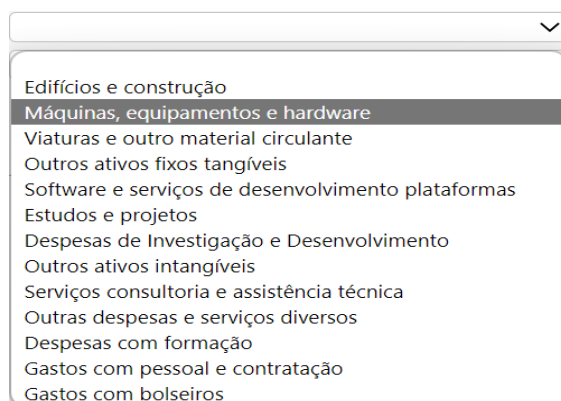 Edifícios e construção
Máquinas, equipamentos e hardware
Viaturas e outro material circulante
Outros ativos fixos tangíveis
Software e serviços de desenvolvimento plataformas
Estudos e projetos
Despesas de Investigação e Desenvolvimento
Outros ativos intangíveis
Serviços consultoria e assistência técnica
Outras despesas e serviços diversos
Despesas com formação
Gastos com pessoal e contratação
Gastos com bolseiros